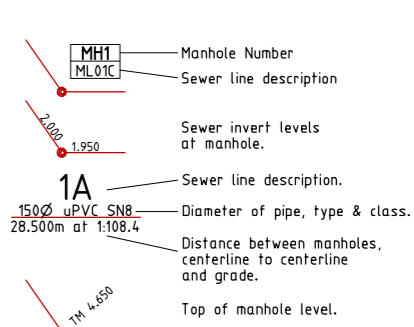 MH1
Manhole Number
ML01C
Sewer line description
2.000
1.950
Sewer invert levels
at manhole.
1A
Sewer line description.
150Ø uPVC SN8
Diameter of pipe, type & class.
28.500m at 1:108.4
Distance between manholes,
centerline to centerline
and grade.
TM 4.650
Top of manhole level.